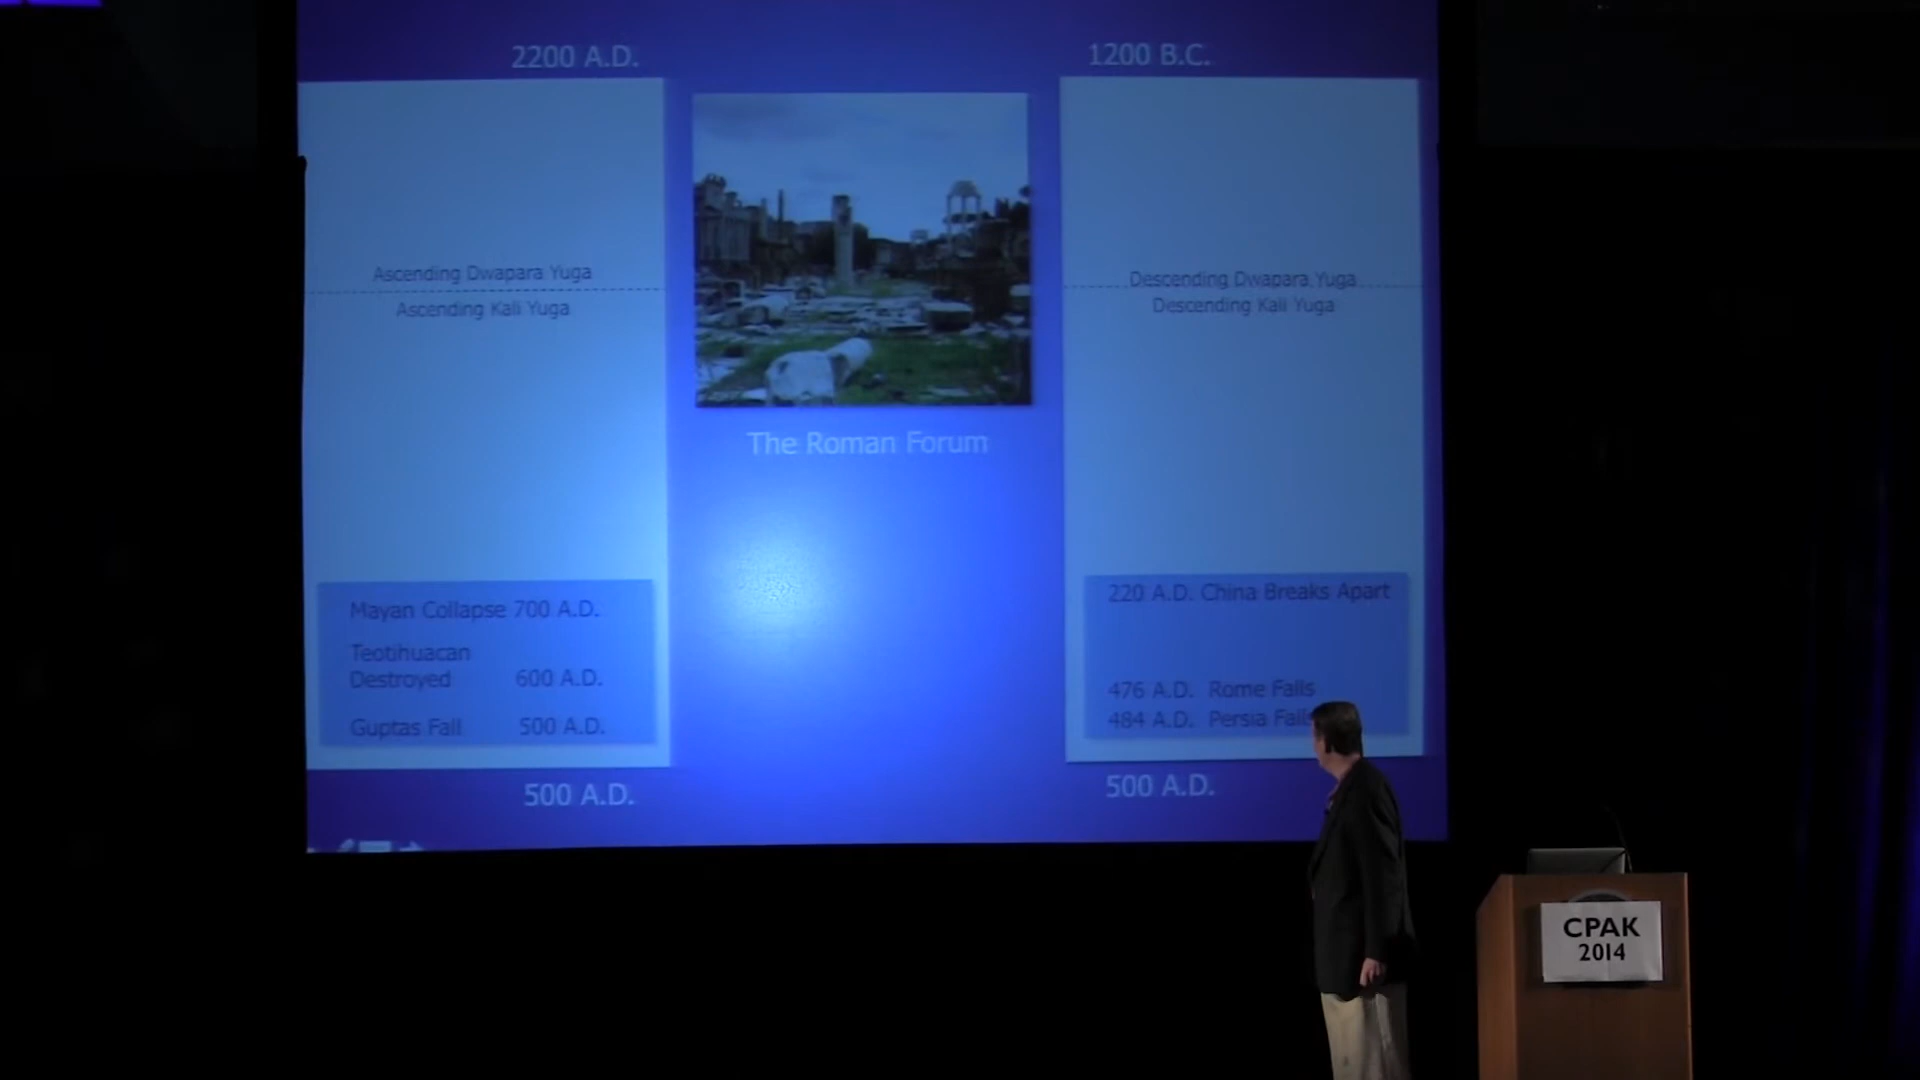 2200 A.D.
1200 B.C.
Ascending Dwapara Yuga
Ascending Kali Yuga
The Roman Forum
Descending Dwapara Yuga
Descending Kali Yuga
Mayan Collapse 700 A.D.
Teotihuacan
Destroyed 600 A.D.
Guptas Fall 500 A.D.
220 A.D. China Breaks Apart
476 A.D. Rome Falls
484 A.D. Persia Falls
500 A.D.
500 A.D.
CPAK
2014